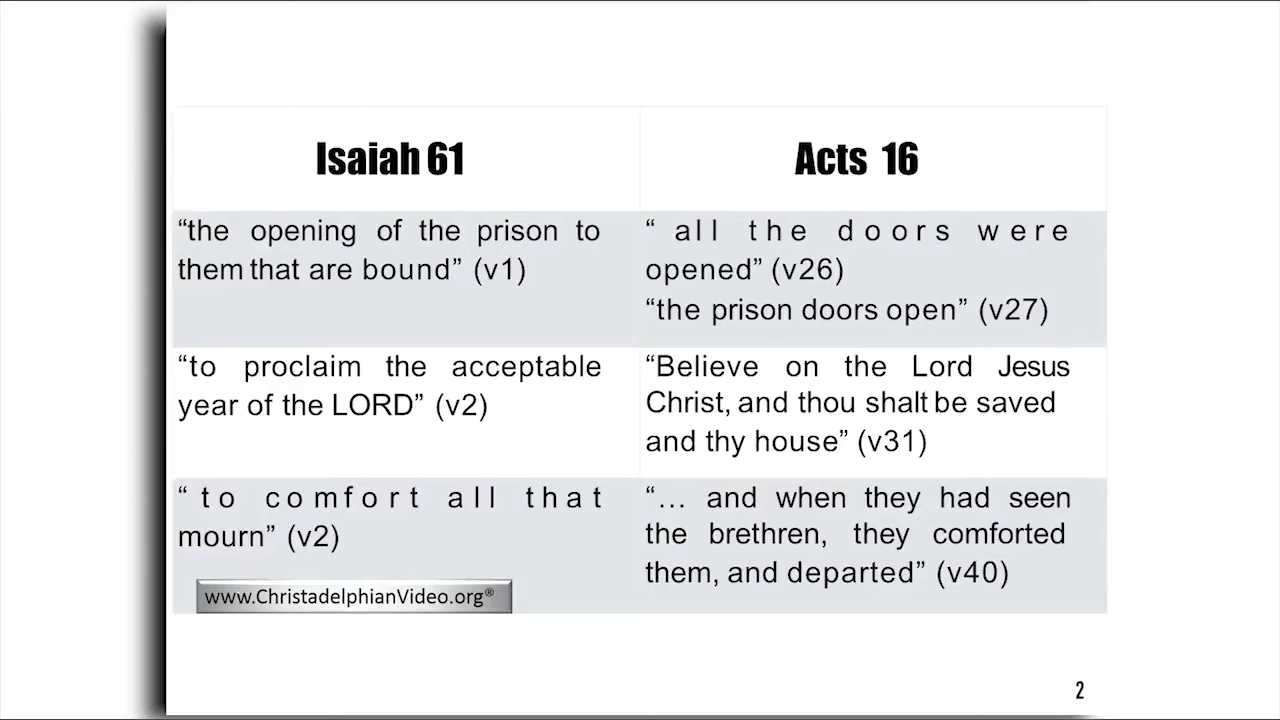 Isaiah 61
Acts 16
“the opening of the prison to
them that are bound” (v1)
“ all the doors were
opened” (v26)
“the prison doors open” (v27)
“to proclaim the acceptable
year of the LORD” (v2)
“Believe on the Lord Jesus
Christ, and thou shalt be saved
and thy house” (v31)
“ to comfort all that
mourn” (v2)
“… and when they had seen
the brethren, they comforted
them, and departed” (v40)
www.ChristadelphianVideo.org®
2